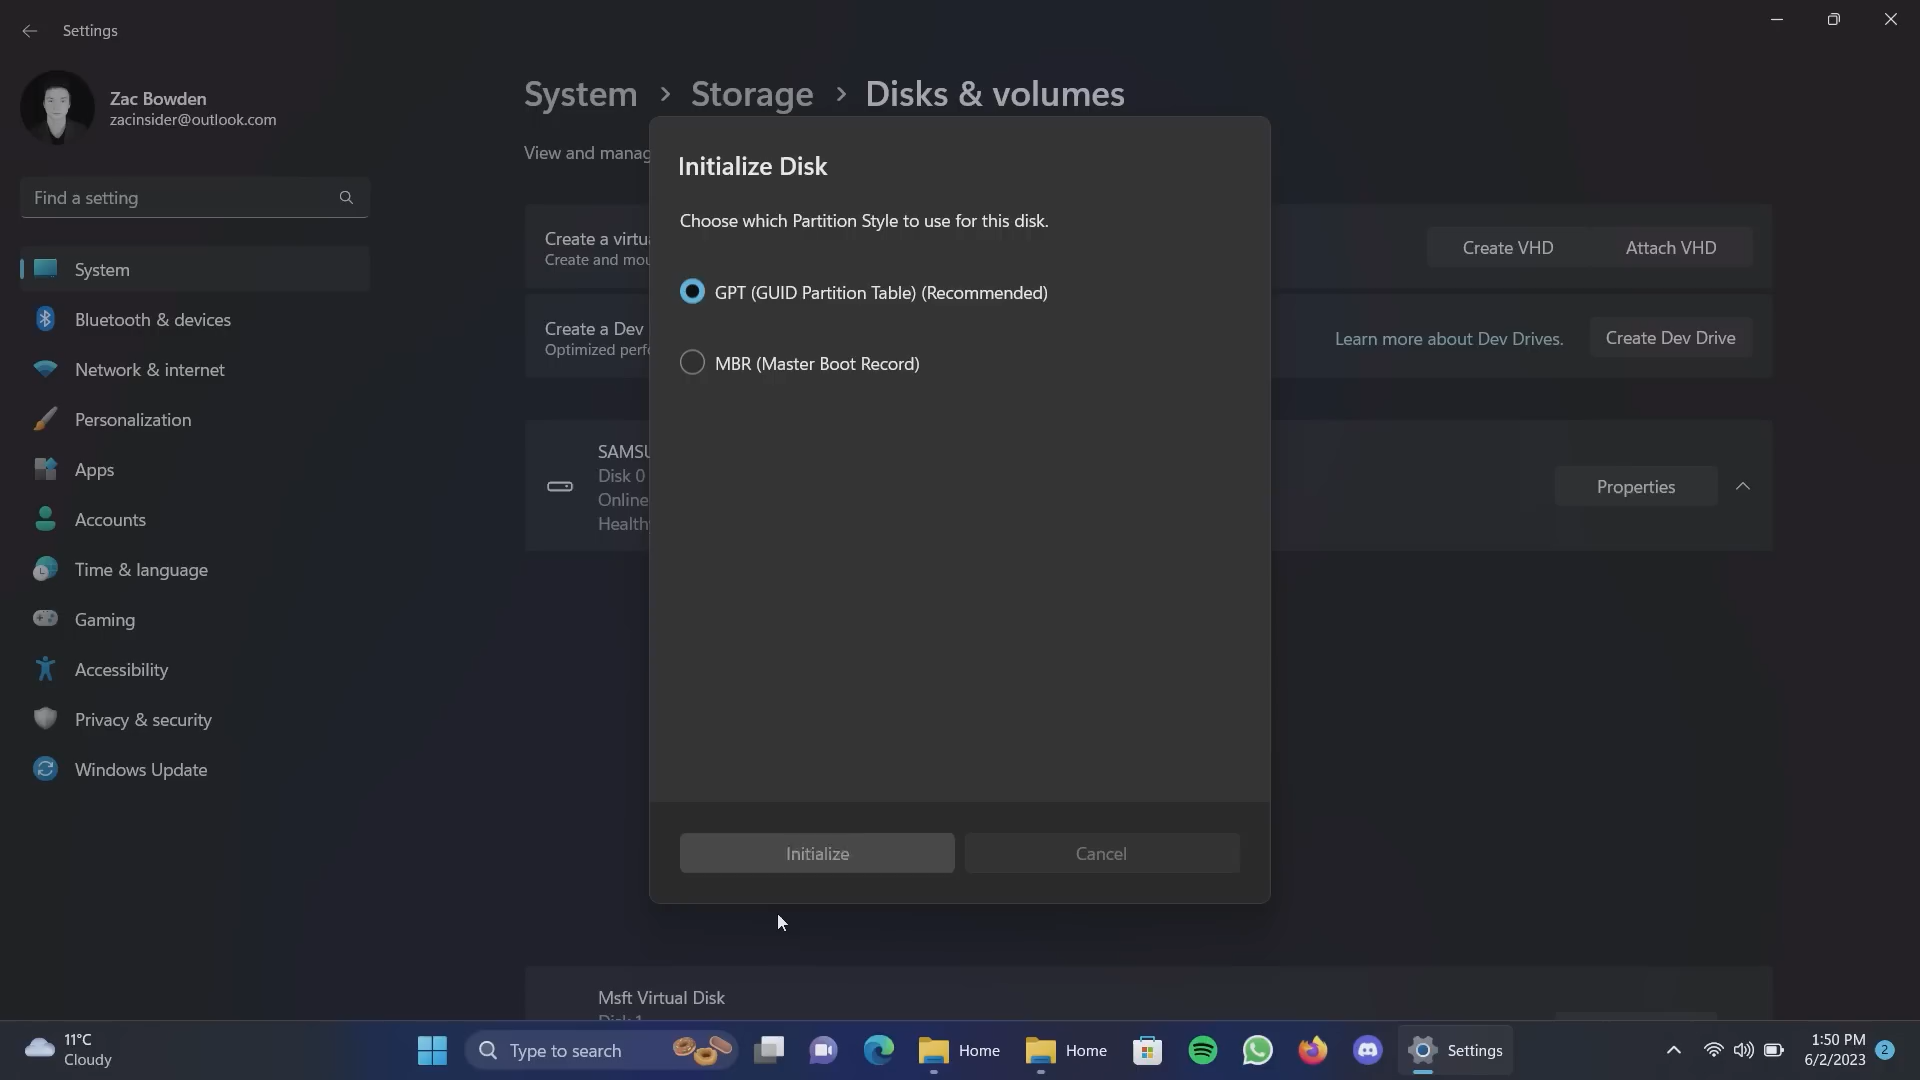 Settings
Zac Bowden
zacinsider@outlook.com
Find a setting
System
Bluetooth & devices
Network & internet
Personalization
Apps
Accounts
Time & language
Gaming
Accessibility
Privacy & security
Windows Update
System > Storage > Disks & volumes
View and manag
Create a virtu
Create and mou
Create VHD
Attach VHD
Create a Dev
Optimized perf
Learn more about Dev Drives.
Create Dev Drive
SAMSU
Disk 0
Online
Health
Properties
Initialize Disk
Choose which Partition Style to use for this disk.
GPT (GUID Partition Table) (Recommended)
MBR (Master Boot Record)
Initialize
Cancel
Msft Virtual Disk
Disk 1
11°C
Cloudy
Type to search
Home
Home
Settings
1:50 PM
6/2/2023
2